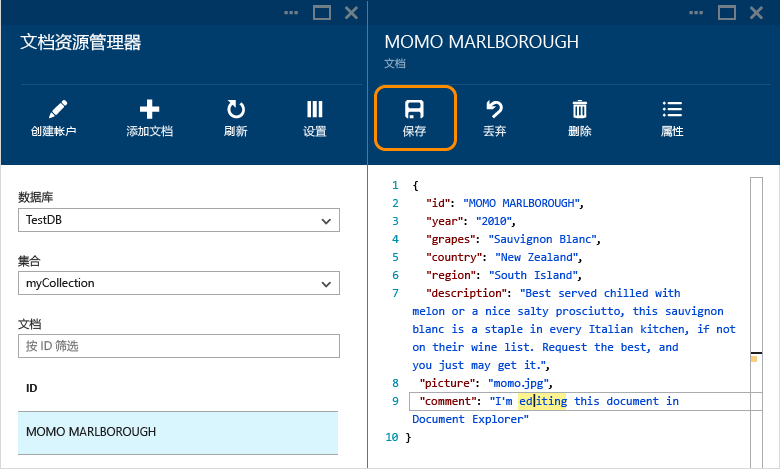 文档资源管理器
创建帐户
添加文档
刷新
设置
数据库
TestDB
集合
myCollection
文档
按 ID 筛选
ID
MOMO MARLBOROUGH
MOMO MARLBOROUGH
文档
保存
丢弃
删除
属性
1 {
2 "id": "MOMO MARLBOROUGH",
3 "year": "2010",
4 "grapes": "Sauvignon Blanc",
5 "country": "New Zealand",
6 "region": "South Island",
7 "description": "Best served chilled with
melon or a nice salty prosciutto, this sauvignon
blanc is a staple in every Italian kitchen, if not
on their wine list. Request the best, and
you just may get it.",
8 "picture": "momo.jpg",
9 "comment": "I'm editing this document in
Document Explorer"
10 }